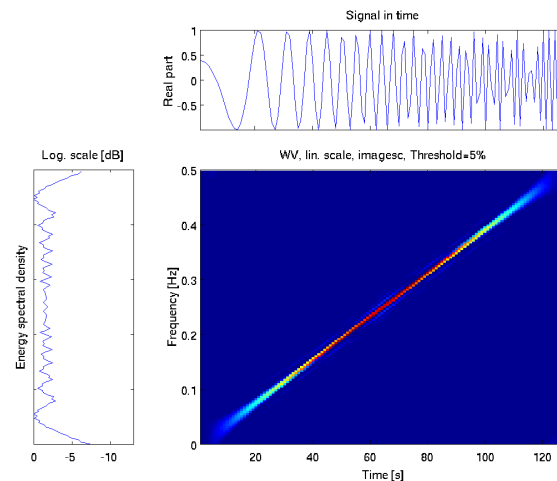 Signal in time
Real part
1
0.5
0
-0.5
Log. scale [dB]
Energy spectral density
0
-5
-10
WV, lin. scale, imagesc, Threshold=5%
Frequency [Hz]
0.5
0.4
0.3
0.2
0.1
0
20
40
60
80
100
120
Time [s]